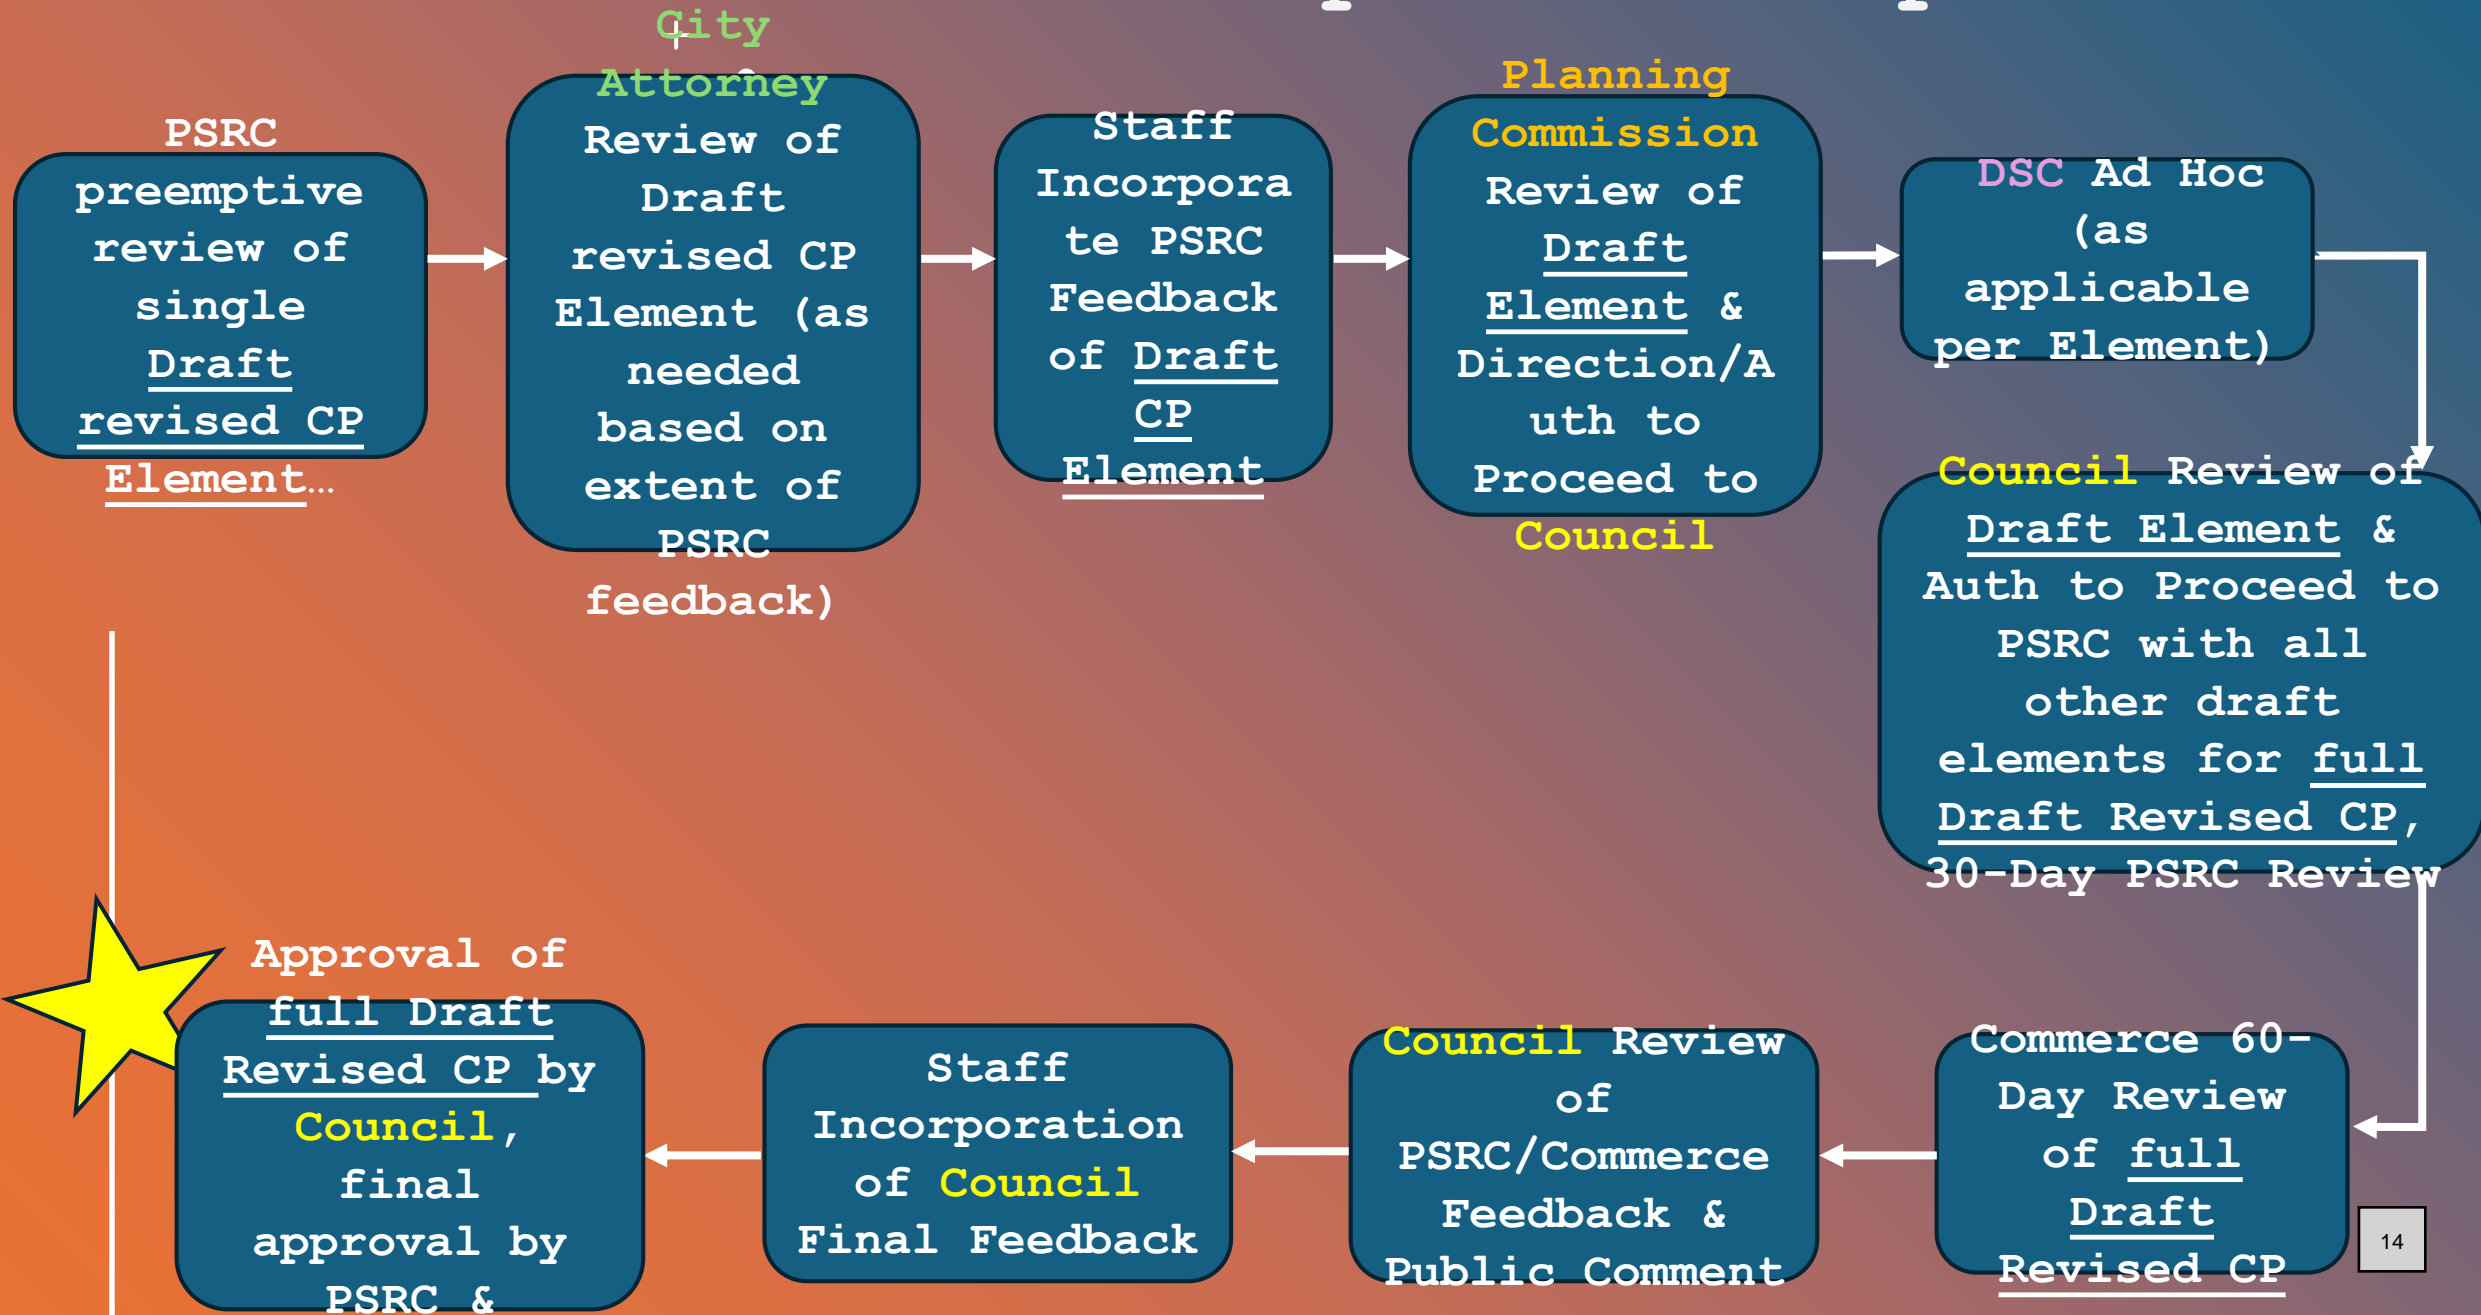 PSRC
preemptive
review of
single
Draft
revised CP
Element…
City
Attorney
Review of
Draft
revised CP
Element (as
needed
based on
extent of
PSRC
feedback)
Staff
Incorpora
te PSRC
Feedback
of Draft
CP
Element
Planning
Commission
Review of
Draft
Element &
Direction/A
uth to
Proceed to
Council
DSC Ad Hoc
(as
applicable
per Element)
Council Review of
Draft Element &
Auth to Proceed to
PSRC with all
other draft
elements for full
Draft Revised CP,
30-Day PSRC Review
Commerce 60-
Day Review
of full
Draft
Revised CP
Council Review
of
PSRC/Commerce
Feedback &
Public Comment
Staff
Incorporation
of Council
Final Feedback
Approval of
full Draft
Revised CP by
Council,
final
approval by
PSRC &
14